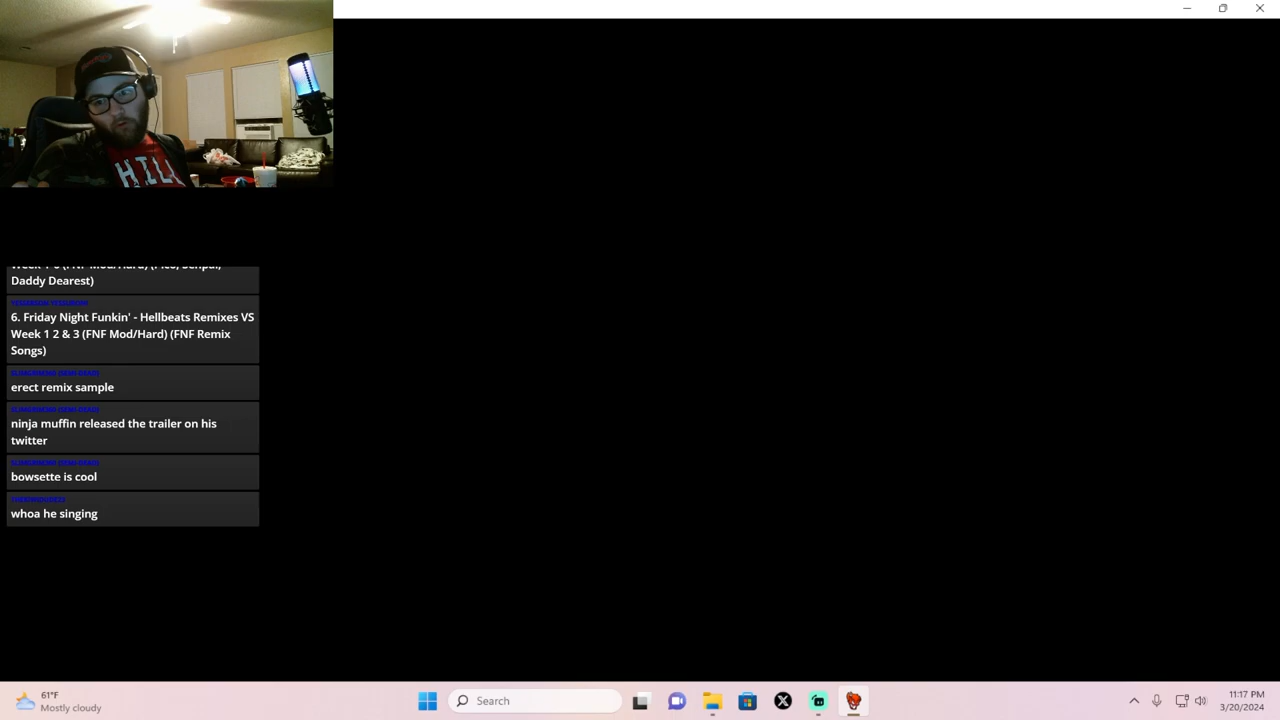 HILL
Daddy Dearest)
6. Friday Night Funkin' - Hellbeats Remixes VS
Week 1 2 & 3 (FNF Mod/Hard) (FNF Remix
Songs)
erect remix sample
ninja muffin released the trailer on his
twitter
bowsette is cool
whoa he singing
61°F
Mostly cloudy
Search
11:17 PM
3/20/2024